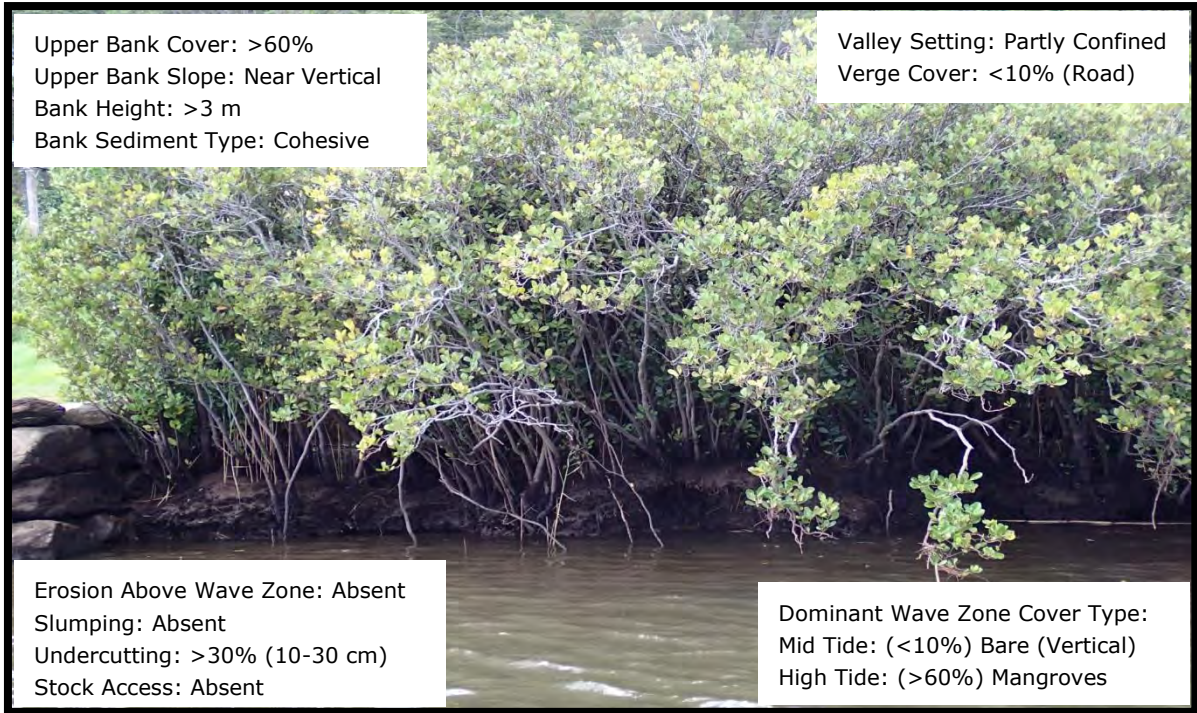 Upper Bank Cover: >60%
Upper Bank Slope: Near Vertical
Bank Height: >3 m
Bank Sediment Type: Cohesive
Valley Setting: Partly Confined
Verge Cover: <10% (Road)
Erosion Above Wave Zone: Absent
Slumping: Absent
Undercutting: >30% (10-30 cm)
Stock Access: Absent
Dominant Wave Zone Cover Type:
Mid Tide: (<10%) Bare (Vertical)
High Tide: (>60%) Mangroves